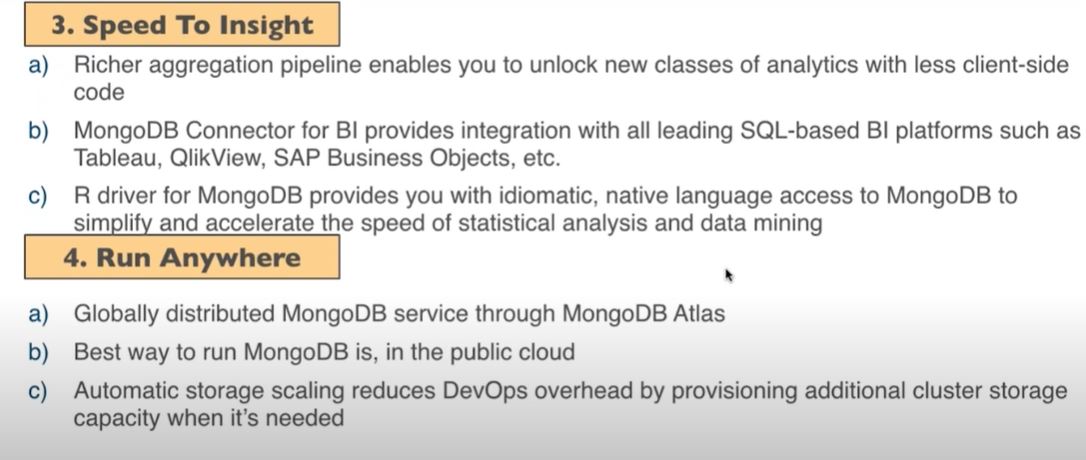 3. Speed To Insight
a) Richer aggregation pipeline enables you to unlock new classes of analytics with less client-side
code
b) MongoDB Connector for BI provides integration with all leading SQL-based BI platforms such as
Tableau, QlikView, SAP Business Objects, etc.
c) R driver for MongoDB provides you with idiomatic, native language access to MongoDB to
simplify and accelerate the speed of statistical analysis and data mining
4. Run Anywhere
a) Globally distributed MongoDB service through MongoDB Atlas
b) Best way to run MongoDB is, in the public cloud
c) Automatic storage scaling reduces DevOps overhead by provisioning additional cluster storage
capacity when it's needed